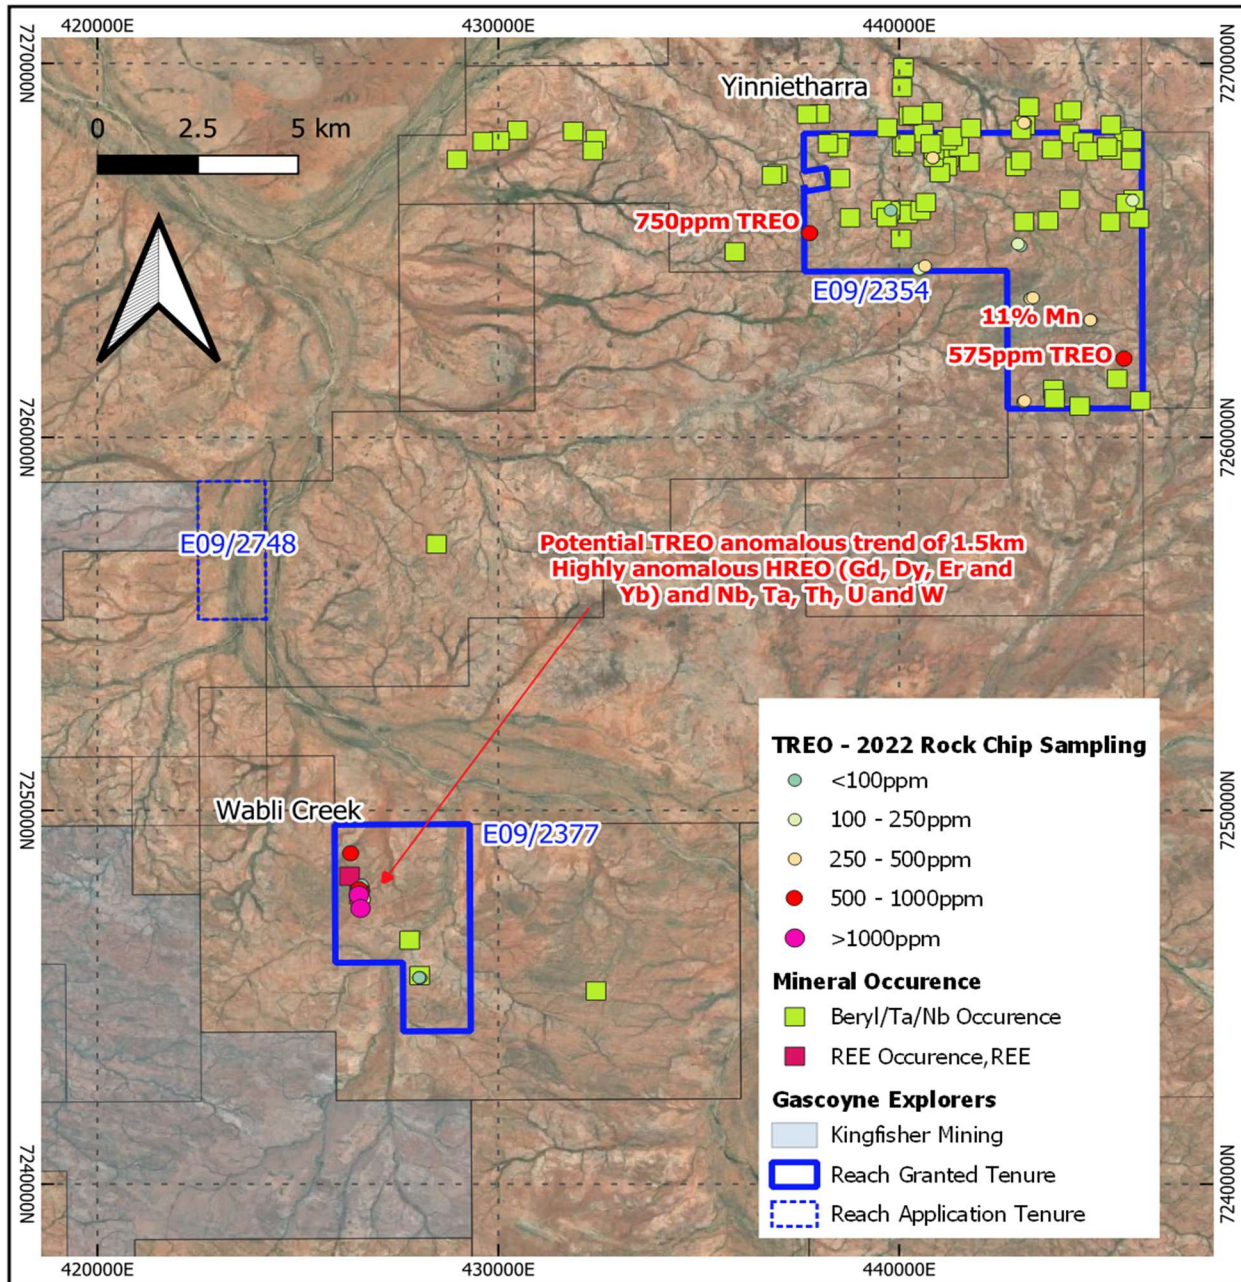 420000E
430000E
440000E
7270000N
7270000N
Yinnietharra
0 2.5 5 km
750ppm TREO
E09/2354
11% Mn
575ppm TREO
7260000N
7260000N
E09/2748
Potential TREO anomalous trend of 1.5km
Highly anomalous HREO (Gd, Dy, Er and
Yb) and Nb, Ta, Th, U and W
Wabli Creek
E09/2377
7250000N
7250000N
TREO - 2022 Rock Chip Sampling
<100ppm
100 - 250ppm
250 - 500ppm
500 - 1000ppm
>1000ppm
Mineral Occurence
Beryl/Ta/Nb Occurence
REE Occurence,REE
Gascoyne Explorers
Kingfisher Mining
Reach Granted Tenure
Reach Application Tenure
7240000N
7240000N
420000E
430000E
440000E